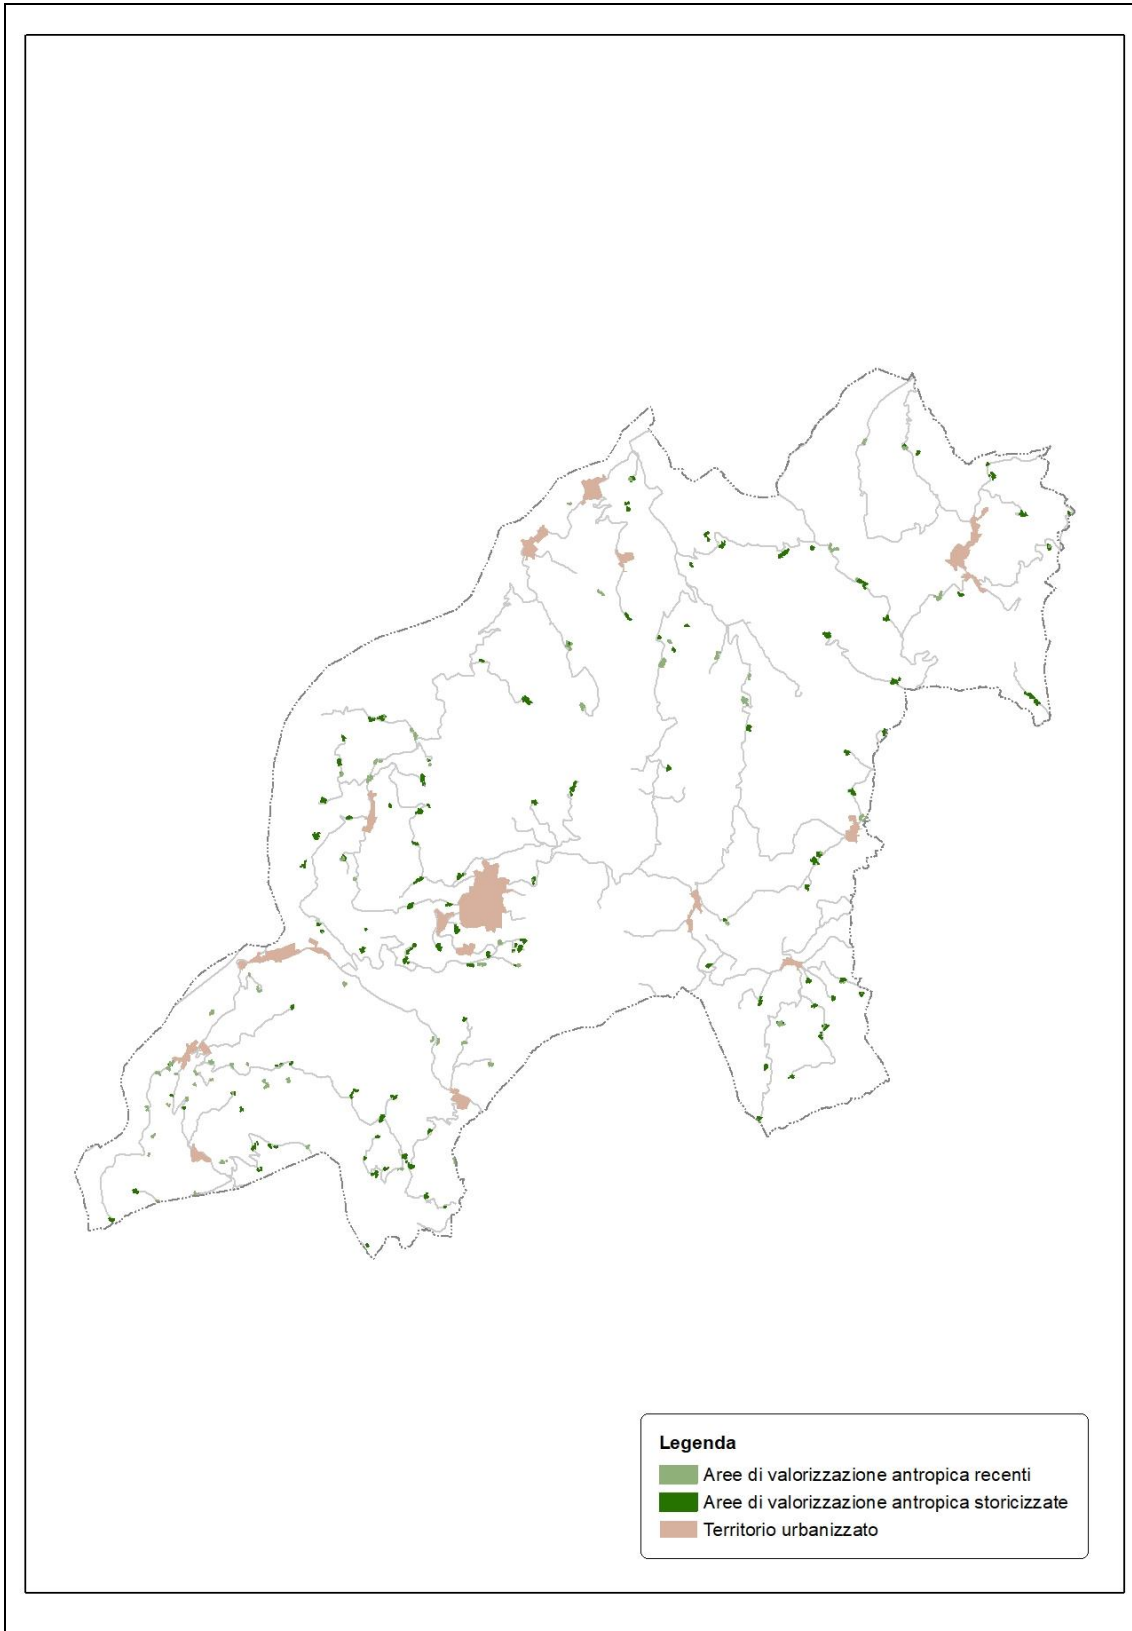 Legenda
Aree di valorizzazione antropica recenti
Aree di valorizzazione antropica storicizzate
Territorio urbanizzato